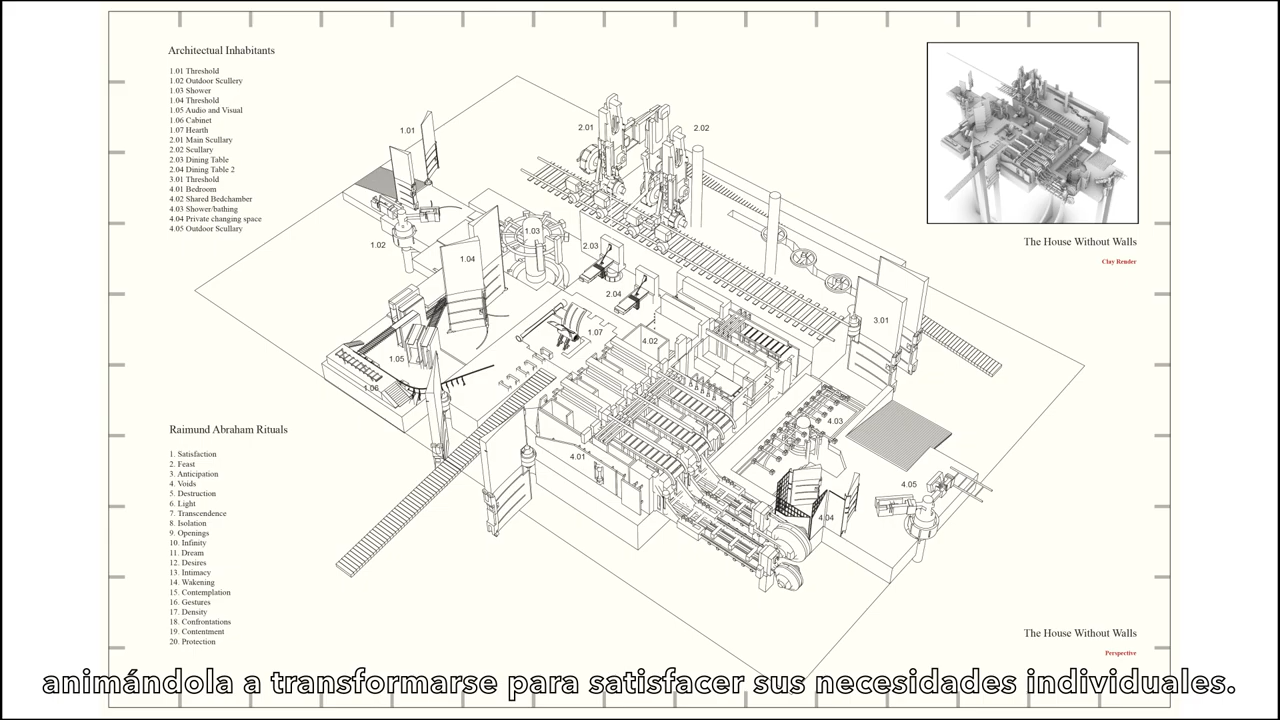 Architectual Inhabitants
1.01 Threshold
1.02 Outdoor Scullery
1.03 Shower
1.04 Threshold
1.05 Audio and Visual
1.06 Cabinet
1.07 Hearth
2.01 Main Scullary
2.02 Scullary
2.03 Dining Table
2.04 Dining Table 2
3.01 Threshold
4.01 Bedroom
4.02 Shared Bedchamber
4.03 Shower/bathing
4.04 Private changing space
4.05 Outdoor Scullary
Raimund Abraham Rituals
1. Satisfaction
2. Feast
3. Anticipation
4. Voids
5. Destruction
6. Light
7. Transcendence
8. Isolation
9. Openings
10. Infinity
11. Dream
12. Desires
13. Intimacy
14. Wakening
15. Contemplation
16. Gestures
17. Density
18. Confrontations
19. Contentment
20. Protection
1.01
2.01
2.02
1.02
1.03
2.03
1.04
2.04
3.01
1.07
4.02
1.05
1.06
4.03
4.01
4.05
4.04
The House Without Walls
Clay Render
The House Without Walls
Perspective
animándola a transformarse para satisfacer sus necesidades individuales.